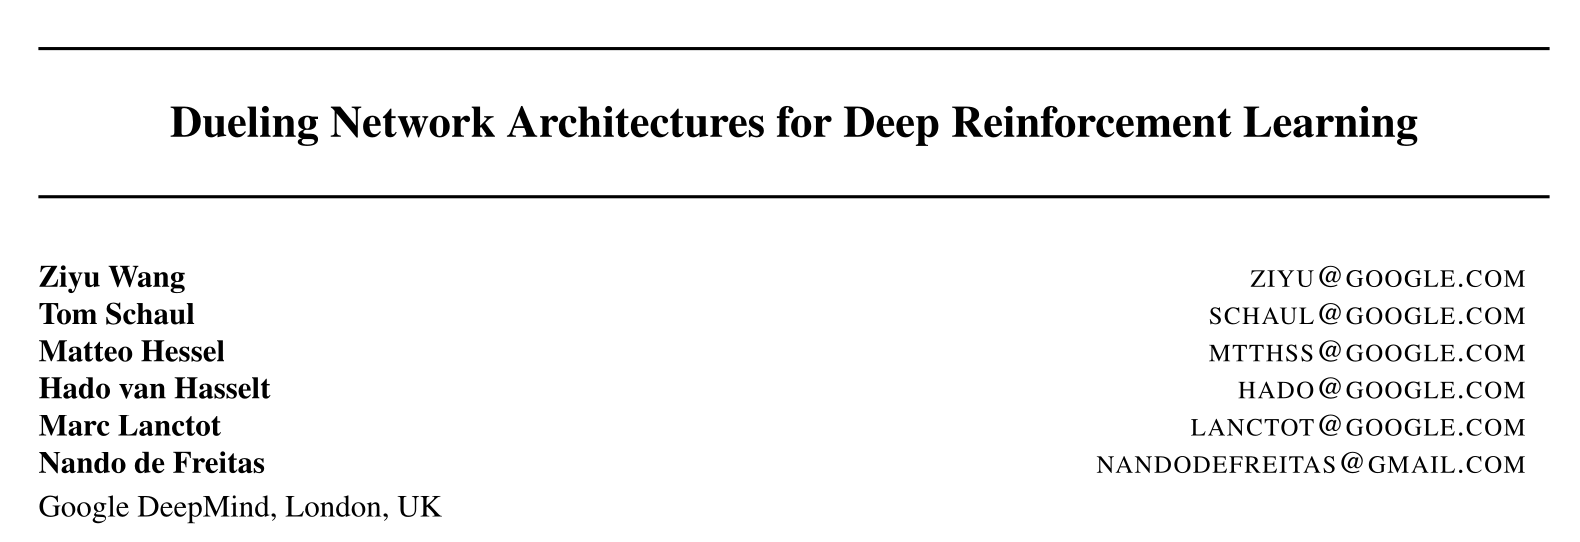 Dueling Network Architectures for Deep Reinforcement Learning
Ziyu Wang ZIYU@GOOGLE.COM
Tom Schaul SCHAUL@GOOGLE.COM
Matteo Hessel MTTHSS@GOOGLE.COM
Hado van Hasselt HADO@GOOGLE.COM
Marc Lanctot LANCTOT@GOOGLE.COM
Nando de Freitas NANDODEFREITAS@GMAIL.COM
Google DeepMind, London, UK